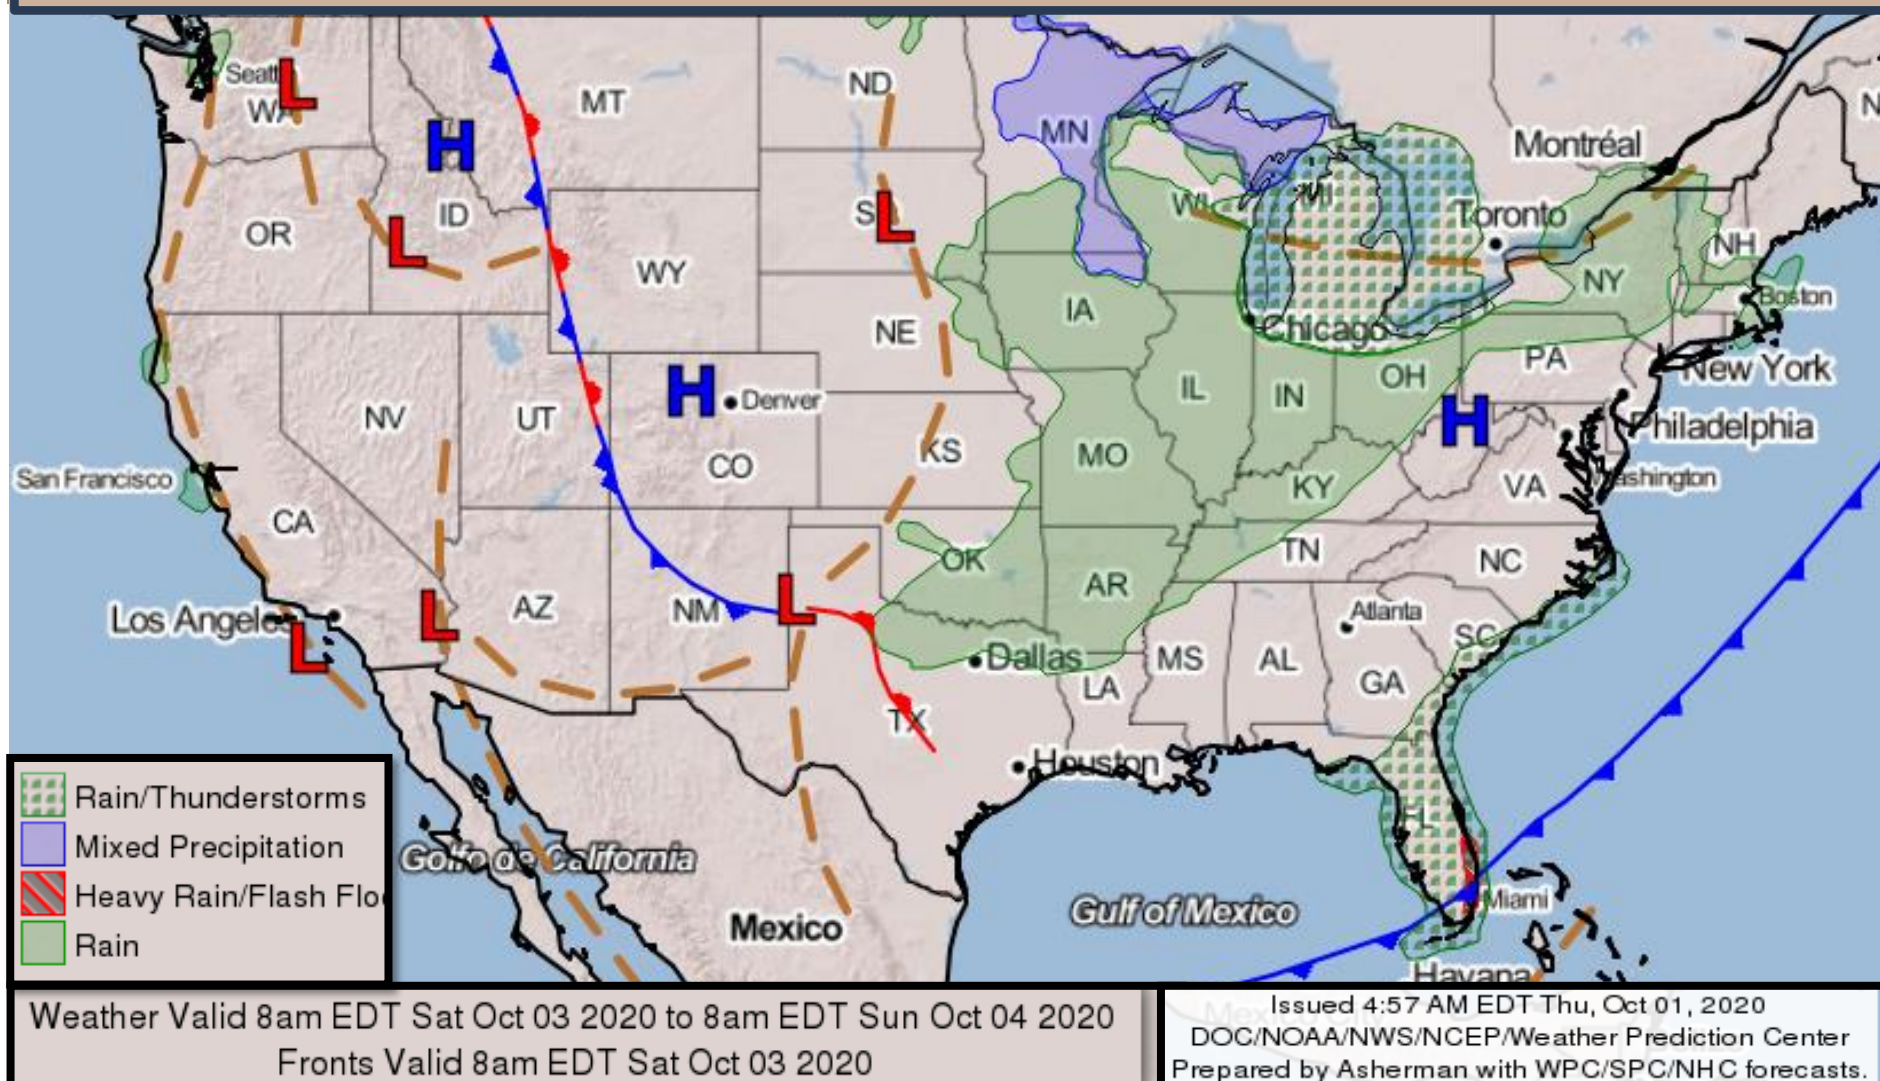 Seatt
WA
L
MT
ND
MN
Montréal
N
H
OR
ID
L
S
L
WI
MI
Toronto
NH
WY
IA
NY
Boston
NE
Chicago
PA
New York
H
Denver
NV
UT
IL
IN
OH
H
Philadelphia
San Francisco
CO
KS
MO
KY
VA
ashington
CA
OK
TN
NC
Los Angeles
L
L
AZ
NM
L
AR
Atlanta
SC
Dallas
MS
AL
GA
LA
TX
Houston
FL
Rain/Thunderstorms
Mixed Precipitation
Heavy Rain/Flash Flo
Rain
Golfo de California
Mexico
Gulf of Mexico
Miami
Havana
Weather Valid 8am EDT Sat Oct 03 2020 to 8am EDT Sun Oct 04 2020
Fronts Valid 8am EDT Sat Oct 03 2020
Mexico City
Issued 4:57 AM EDT Thu, Oct 01, 2020
DOC/NOAA/NWS/NCEP/Weather Prediction Center
Prepared by Asherman with WPC/SPC/NHC forecasts.